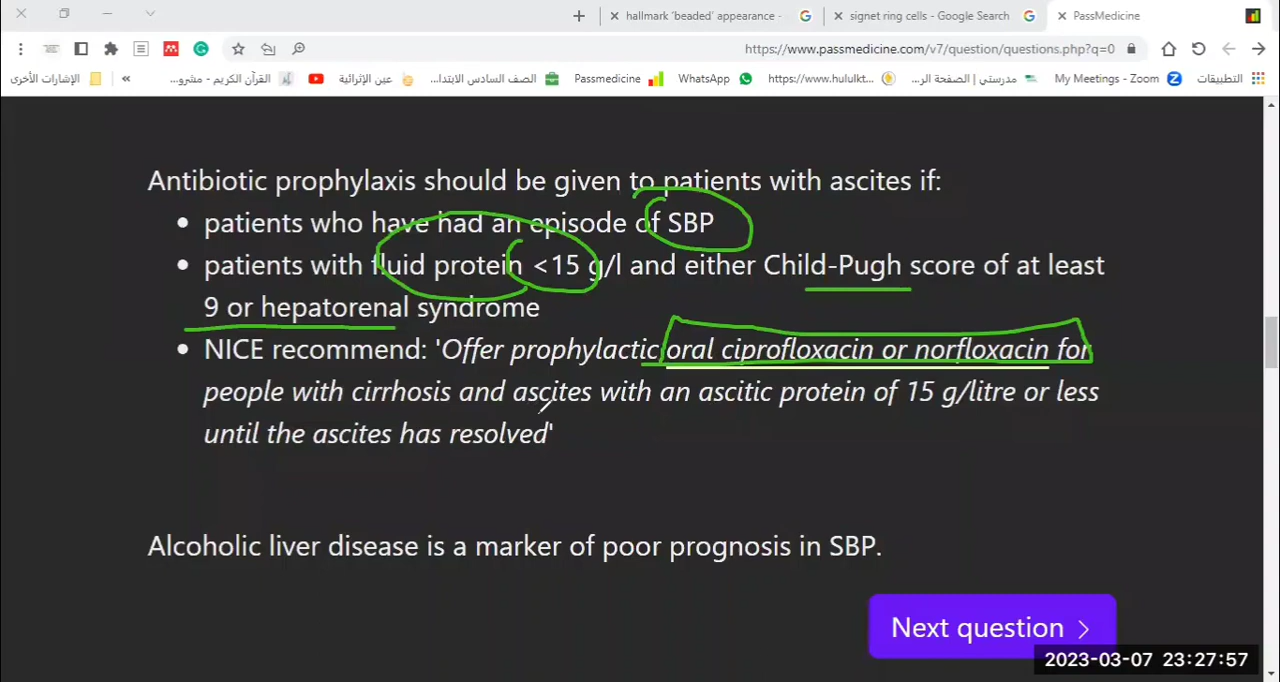 hallmark 'beaded' appearance -
signet ring cells - Google Search
PassMedicine
https://www.passmedicine.com/v7/question/questions.php?q=0
الإشارات الأخرى
القرآن الكريم - مشرو...
عين الإثرائية
الصف السادس الابتدا...
Passmedicine
WhatsApp
https://www.hululkt...
مدرستي | الصفحة الر...
My Meetings - Zoom
التطبيقات
Antibiotic prophylaxis should be given to patients with ascites if:
• patients who have had an episode of SBP
• patients with fluid protein <15 g/l and either Child-Pugh score of at least
9 or hepatorenal syndrome
• NICE recommend: 'Offer prophylactic oral ciprofloxacin or norfloxacin for
people with cirrhosis and ascites with an ascitic protein of 15 g/litre or less
until the ascites has resolved'
Alcoholic liver disease is a marker of poor prognosis in SBP.
Next question
2023-03-07 23:27:57